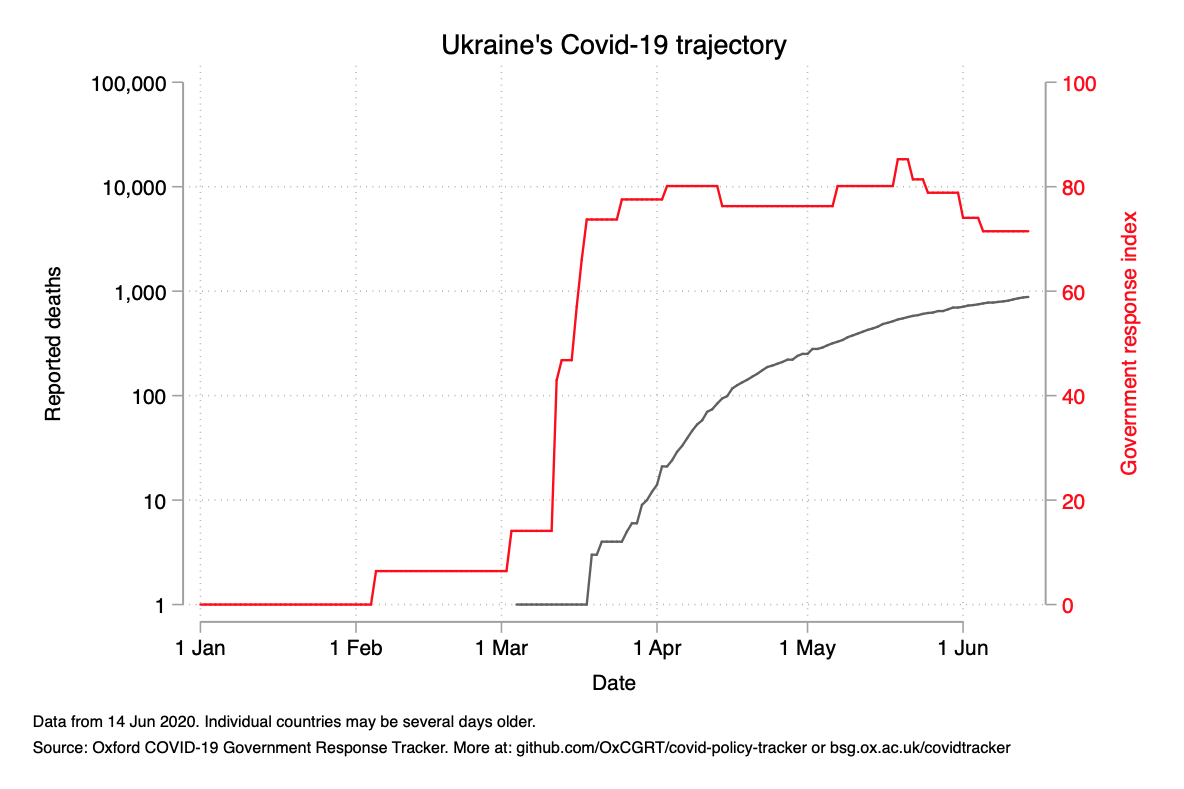 Ukraine's Covid-19 trajectory
100,000
10,000
1,000
100
10
1
Reported deaths
100
80
60
40
20
0
Government response index
1 Jan 1 Feb 1 Mar 1 Apr 1 May 1 Jun
Date
Data from 14 Jun 2020. Individual countries may be several days older.
Source: Oxford COVID-19 Government Response Tracker. More at: github.com/OxCGRT/covid-policy-tracker or bsg.ox.ac.uk/covidtracker